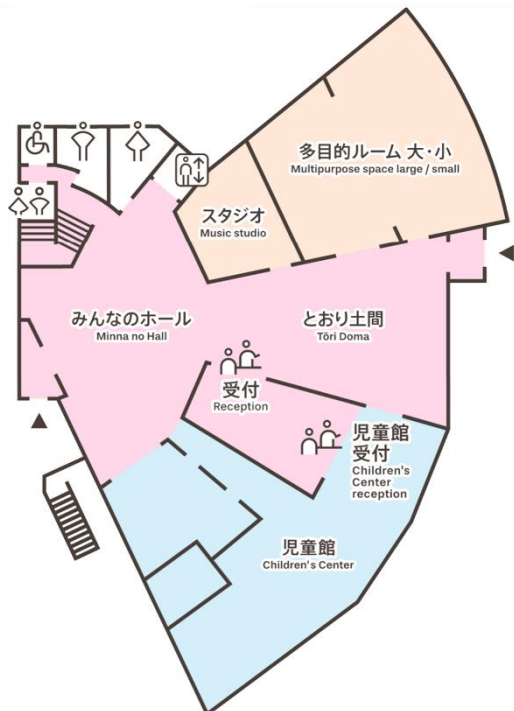 多目的ルーム 大・小
Multipurpose space large / small
スタジオ
Music studio
みんなのホール
Minna no Hall
とおり土間
Tōri Doma
受付
Reception
児童館
受付
Children's
Center
reception
児童館
Children's Center